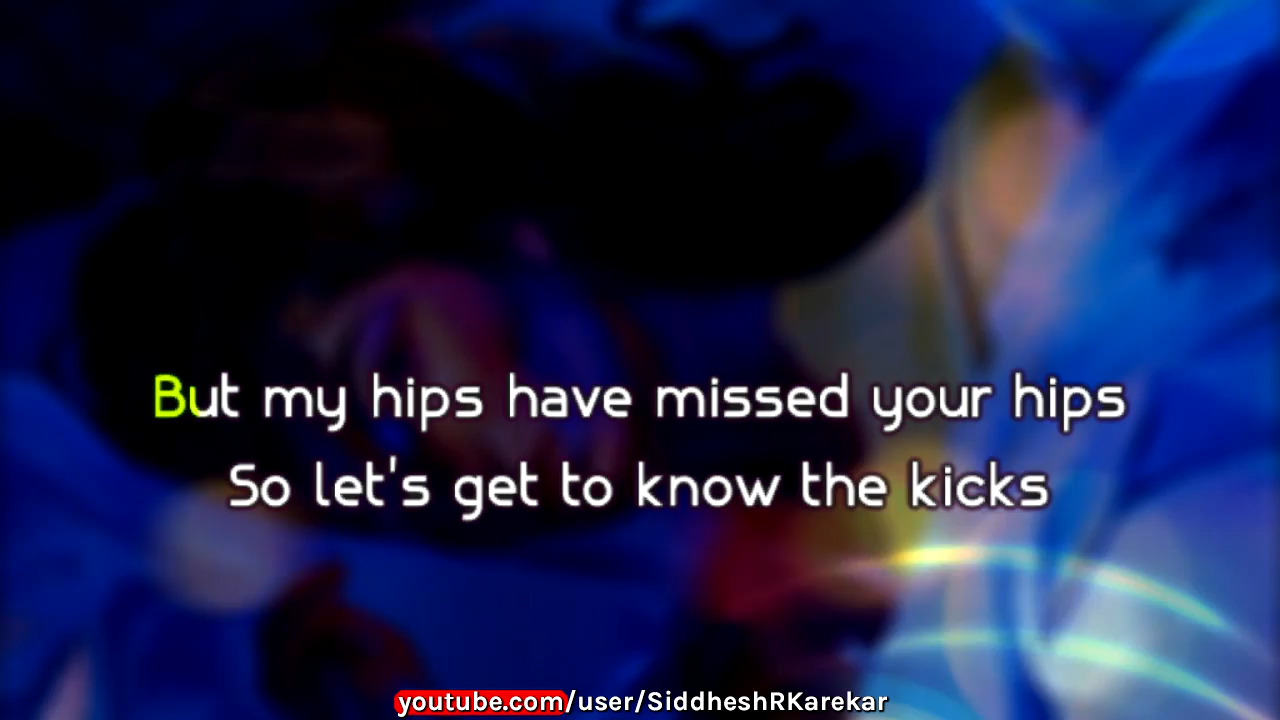 But my hips have missed your hips
So let's get to know the kicks
youtube.com/user/SiddheshRKarekar